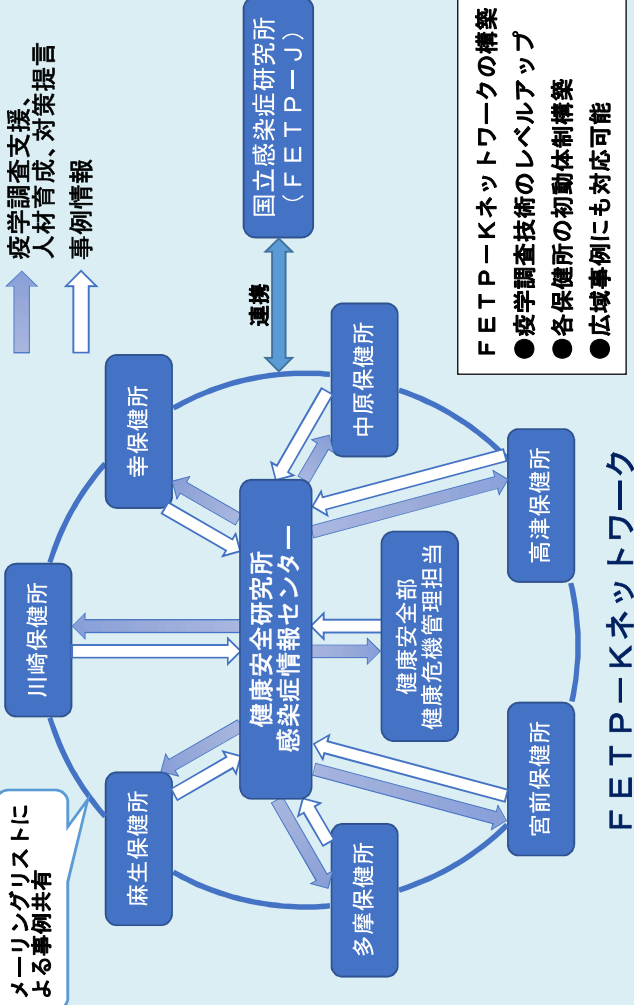 メーリングリストに
よる事例共有
疫学調査支援、
人材育成、対策提言
事例情報
川崎保健所
麻生保健所
幸保健所
健康安全研究所
感染症情報センター
連携
国立感染症研究所
（ＦＥＴＰ－Ｊ）
多摩保健所
中原保健所
健康安全部
健康危機管理担当
宮前保健所
高津保健所
ＦＥＴＰ－Ｋネットワークの構築
●疫学調査技術のレベルアップ
●各保健所の初動体制構築
●広域事例にも対応可能
ＦＥＴＰ－Ｋネットワーク